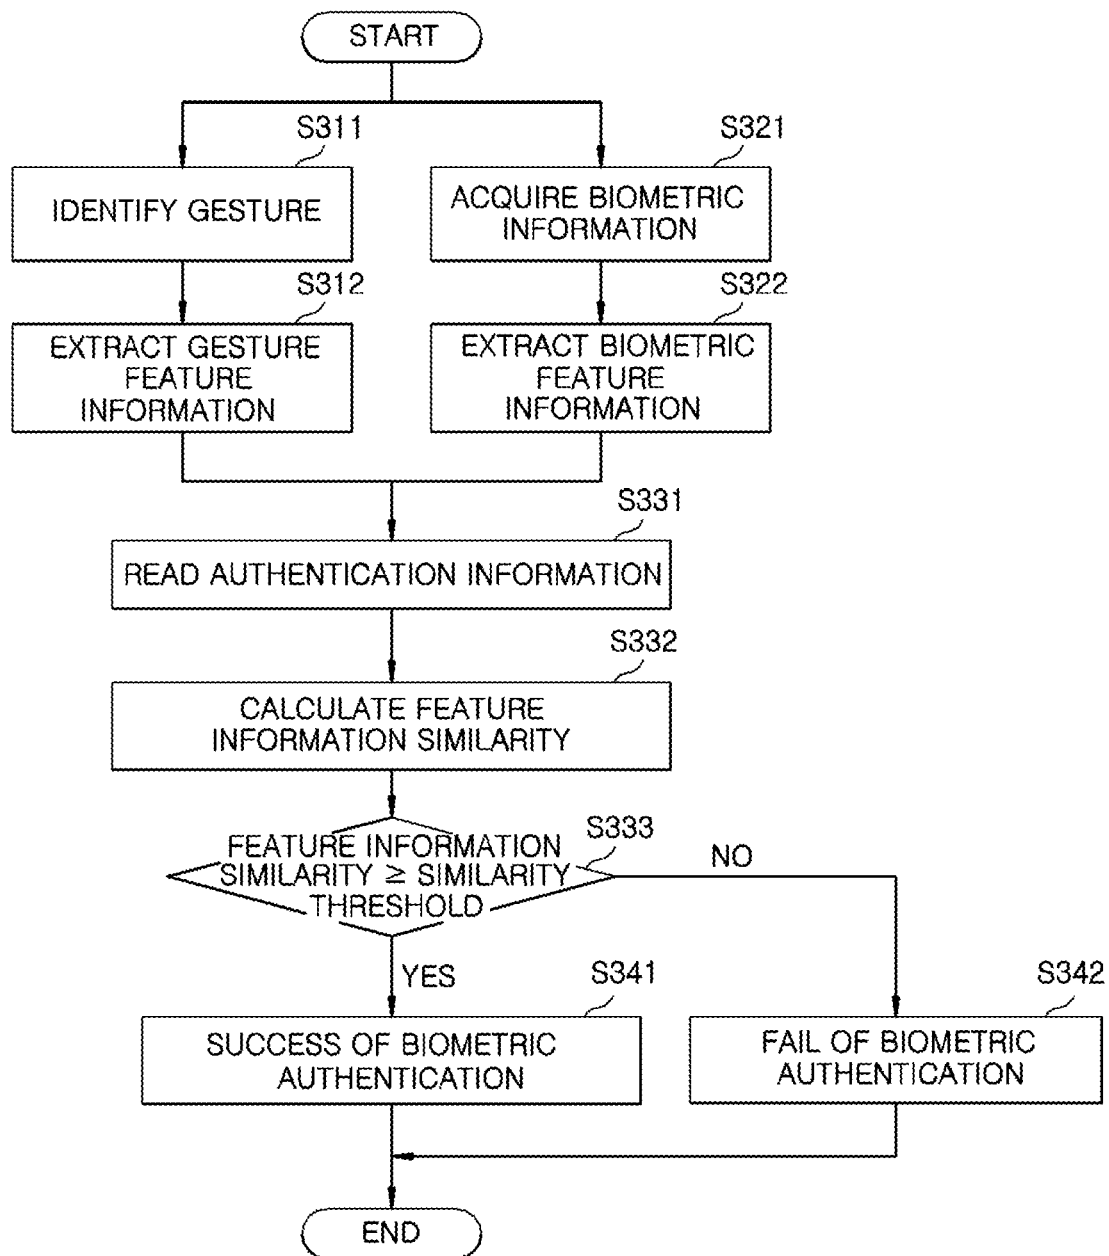 START
S311
IDENTIFY GESTURE
S321
ACQUIRE BIOMETRIC
INFORMATION
S312
EXTRACT GESTURE
FEATURE
INFORMATION
S322
EXTRACT BIOMETRIC
FEATURE
INFORMATION
S331
READ AUTHENTICATION INFORMATION
S332
CALCULATE FEATURE
INFORMATION SIMILARITY
S333
FEATURE INFORMATION
SIMILARITY ≥ SIMILARITY
THRESHOLD
NO
YES
S341
SUCCESS OF BIOMETRIC
AUTHENTICATION
S342
FAIL OF BIOMETRIC
AUTHENTICATION
END